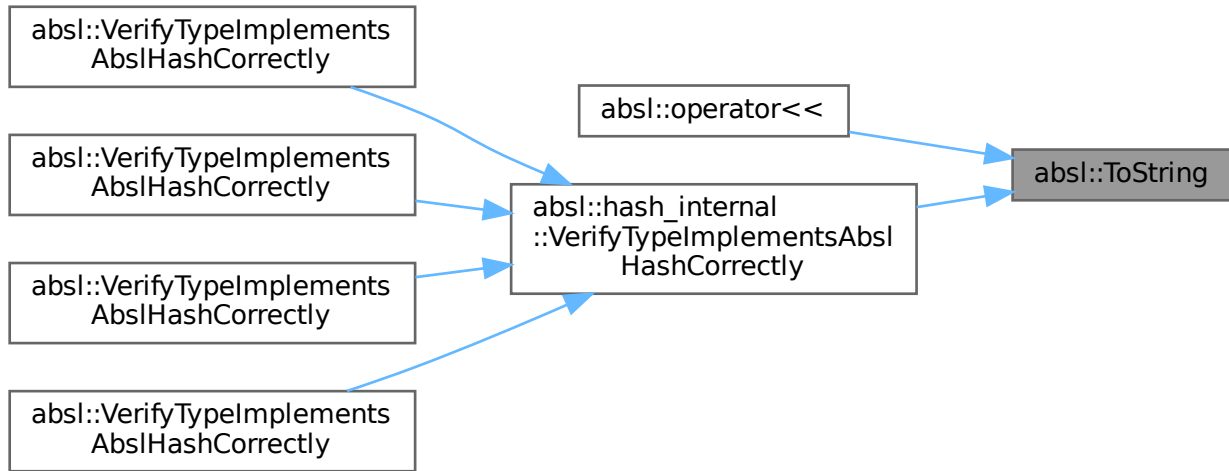 absl::VerifyTypeImplements
AbslHashCorrectly
absl::VerifyTypeImplements
AbslHashCorrectly
absl::VerifyTypeImplements
AbslHashCorrectly
absl::VerifyTypeImplements
AbslHashCorrectly
absl::operator<<
absl::hash_internal
::VerifyTypeImplementsAbsl
HashCorrectly
absl::ToString